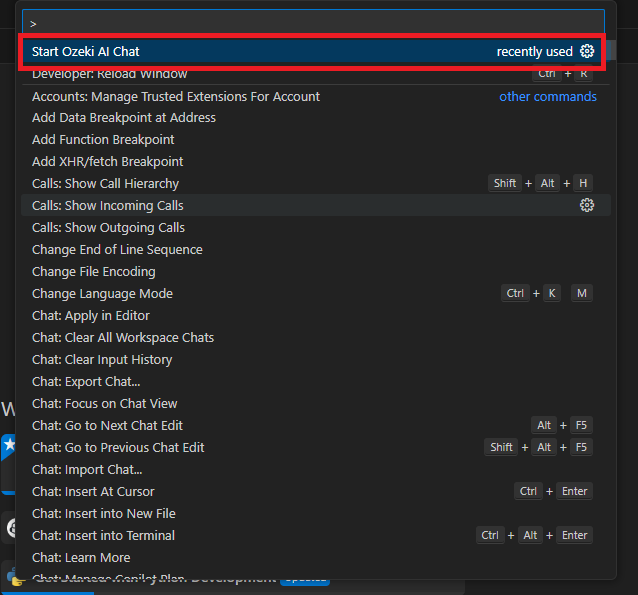 >
Start Ozeki AI Chat recently used
Developer: Reload Window Ctrl + R
Accounts: Manage Trusted Extensions For Account other commands
Add Data Breakpoint at Address
Add Function Breakpoint
Add XHR/fetch Breakpoint
Calls: Show Call Hierarchy Shift + Alt + H
Calls: Show Incoming Calls
Calls: Show Outgoing Calls
Change End of Line Sequence
Change File Encoding
Change Language Mode Ctrl + K M
Chat: Apply in Editor
Chat: Clear All Workspace Chats
Chat: Clear Input History
Chat: Export Chat...
Chat: Focus on Chat View
Chat: Go to Next Chat Edit Alt + F5
Chat: Go to Previous Chat Edit Shift + Alt + F5
Chat: Import Chat...
Chat: Insert At Cursor Ctrl + Enter
Chat: Insert into New File
Chat: Insert into Terminal Ctrl + Alt + Enter
Chat: Learn More
Chat: Manage Copilot Plan
Development Updated